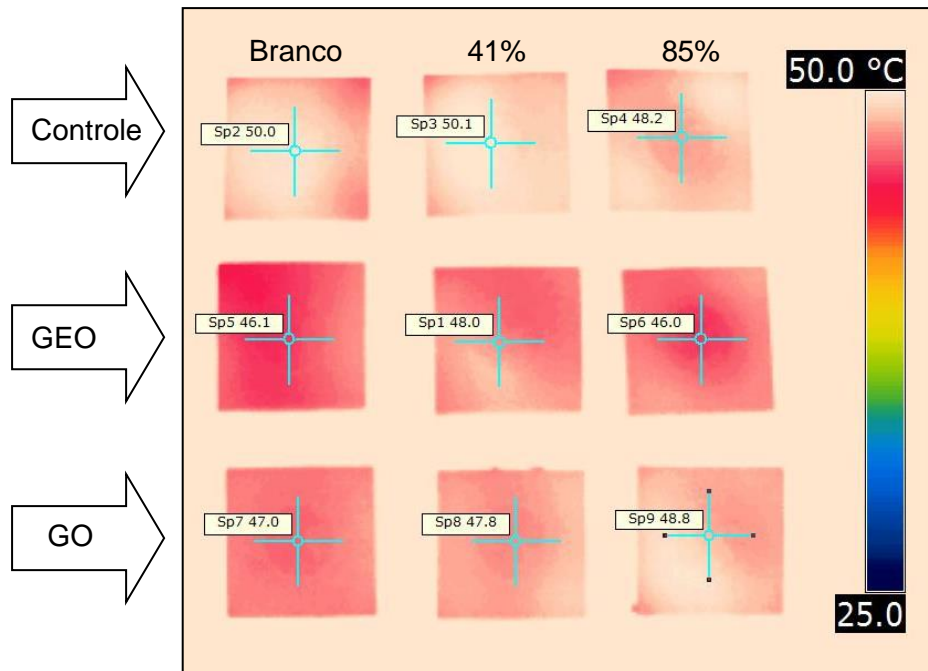 Branco 41% 85%
50.0 °C
Controle
Sp2 50.0
Sp3 50.1
Sp4 48.2
GEO
Sp5 46.1
Sp1 48.0
Sp6 46.0
GO
Sp7 47.0
Sp8 47.8
Sp9 48.8
25.0